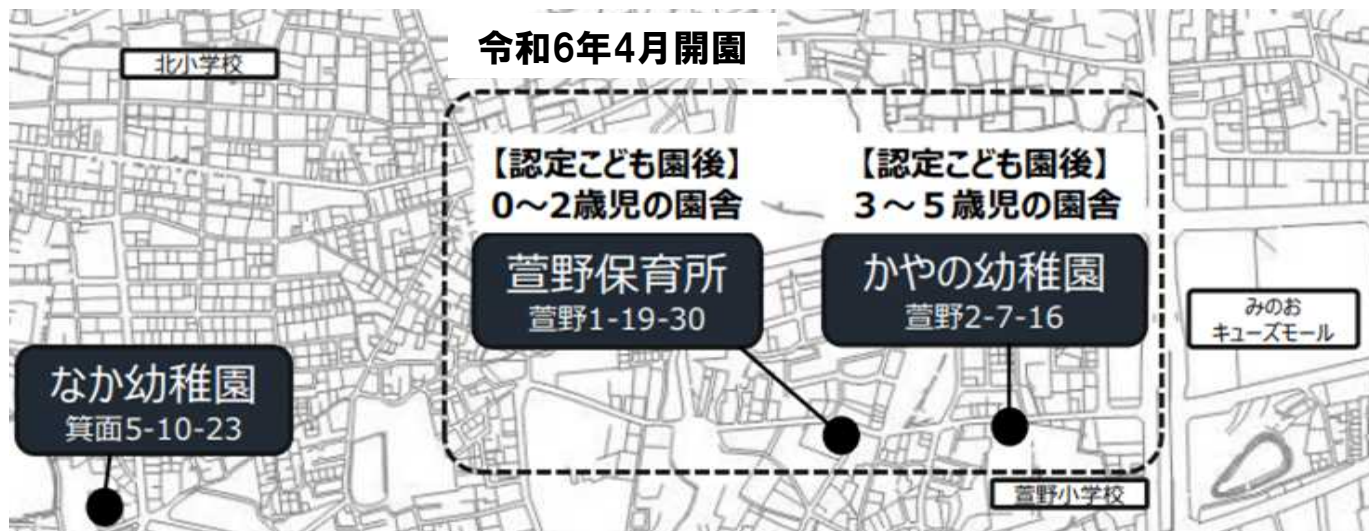 令和6年4月開園
北小学校
【認定こども園後】
0～2歳児の園舎
【認定こども園後】
3～5歳児の園舎
萱野保育所
萱野1-19-30
かやの幼稚園
萱野2-7-16
みのお
キューズモール
なか幼稚園
箕面5-10-23
萱野小学校